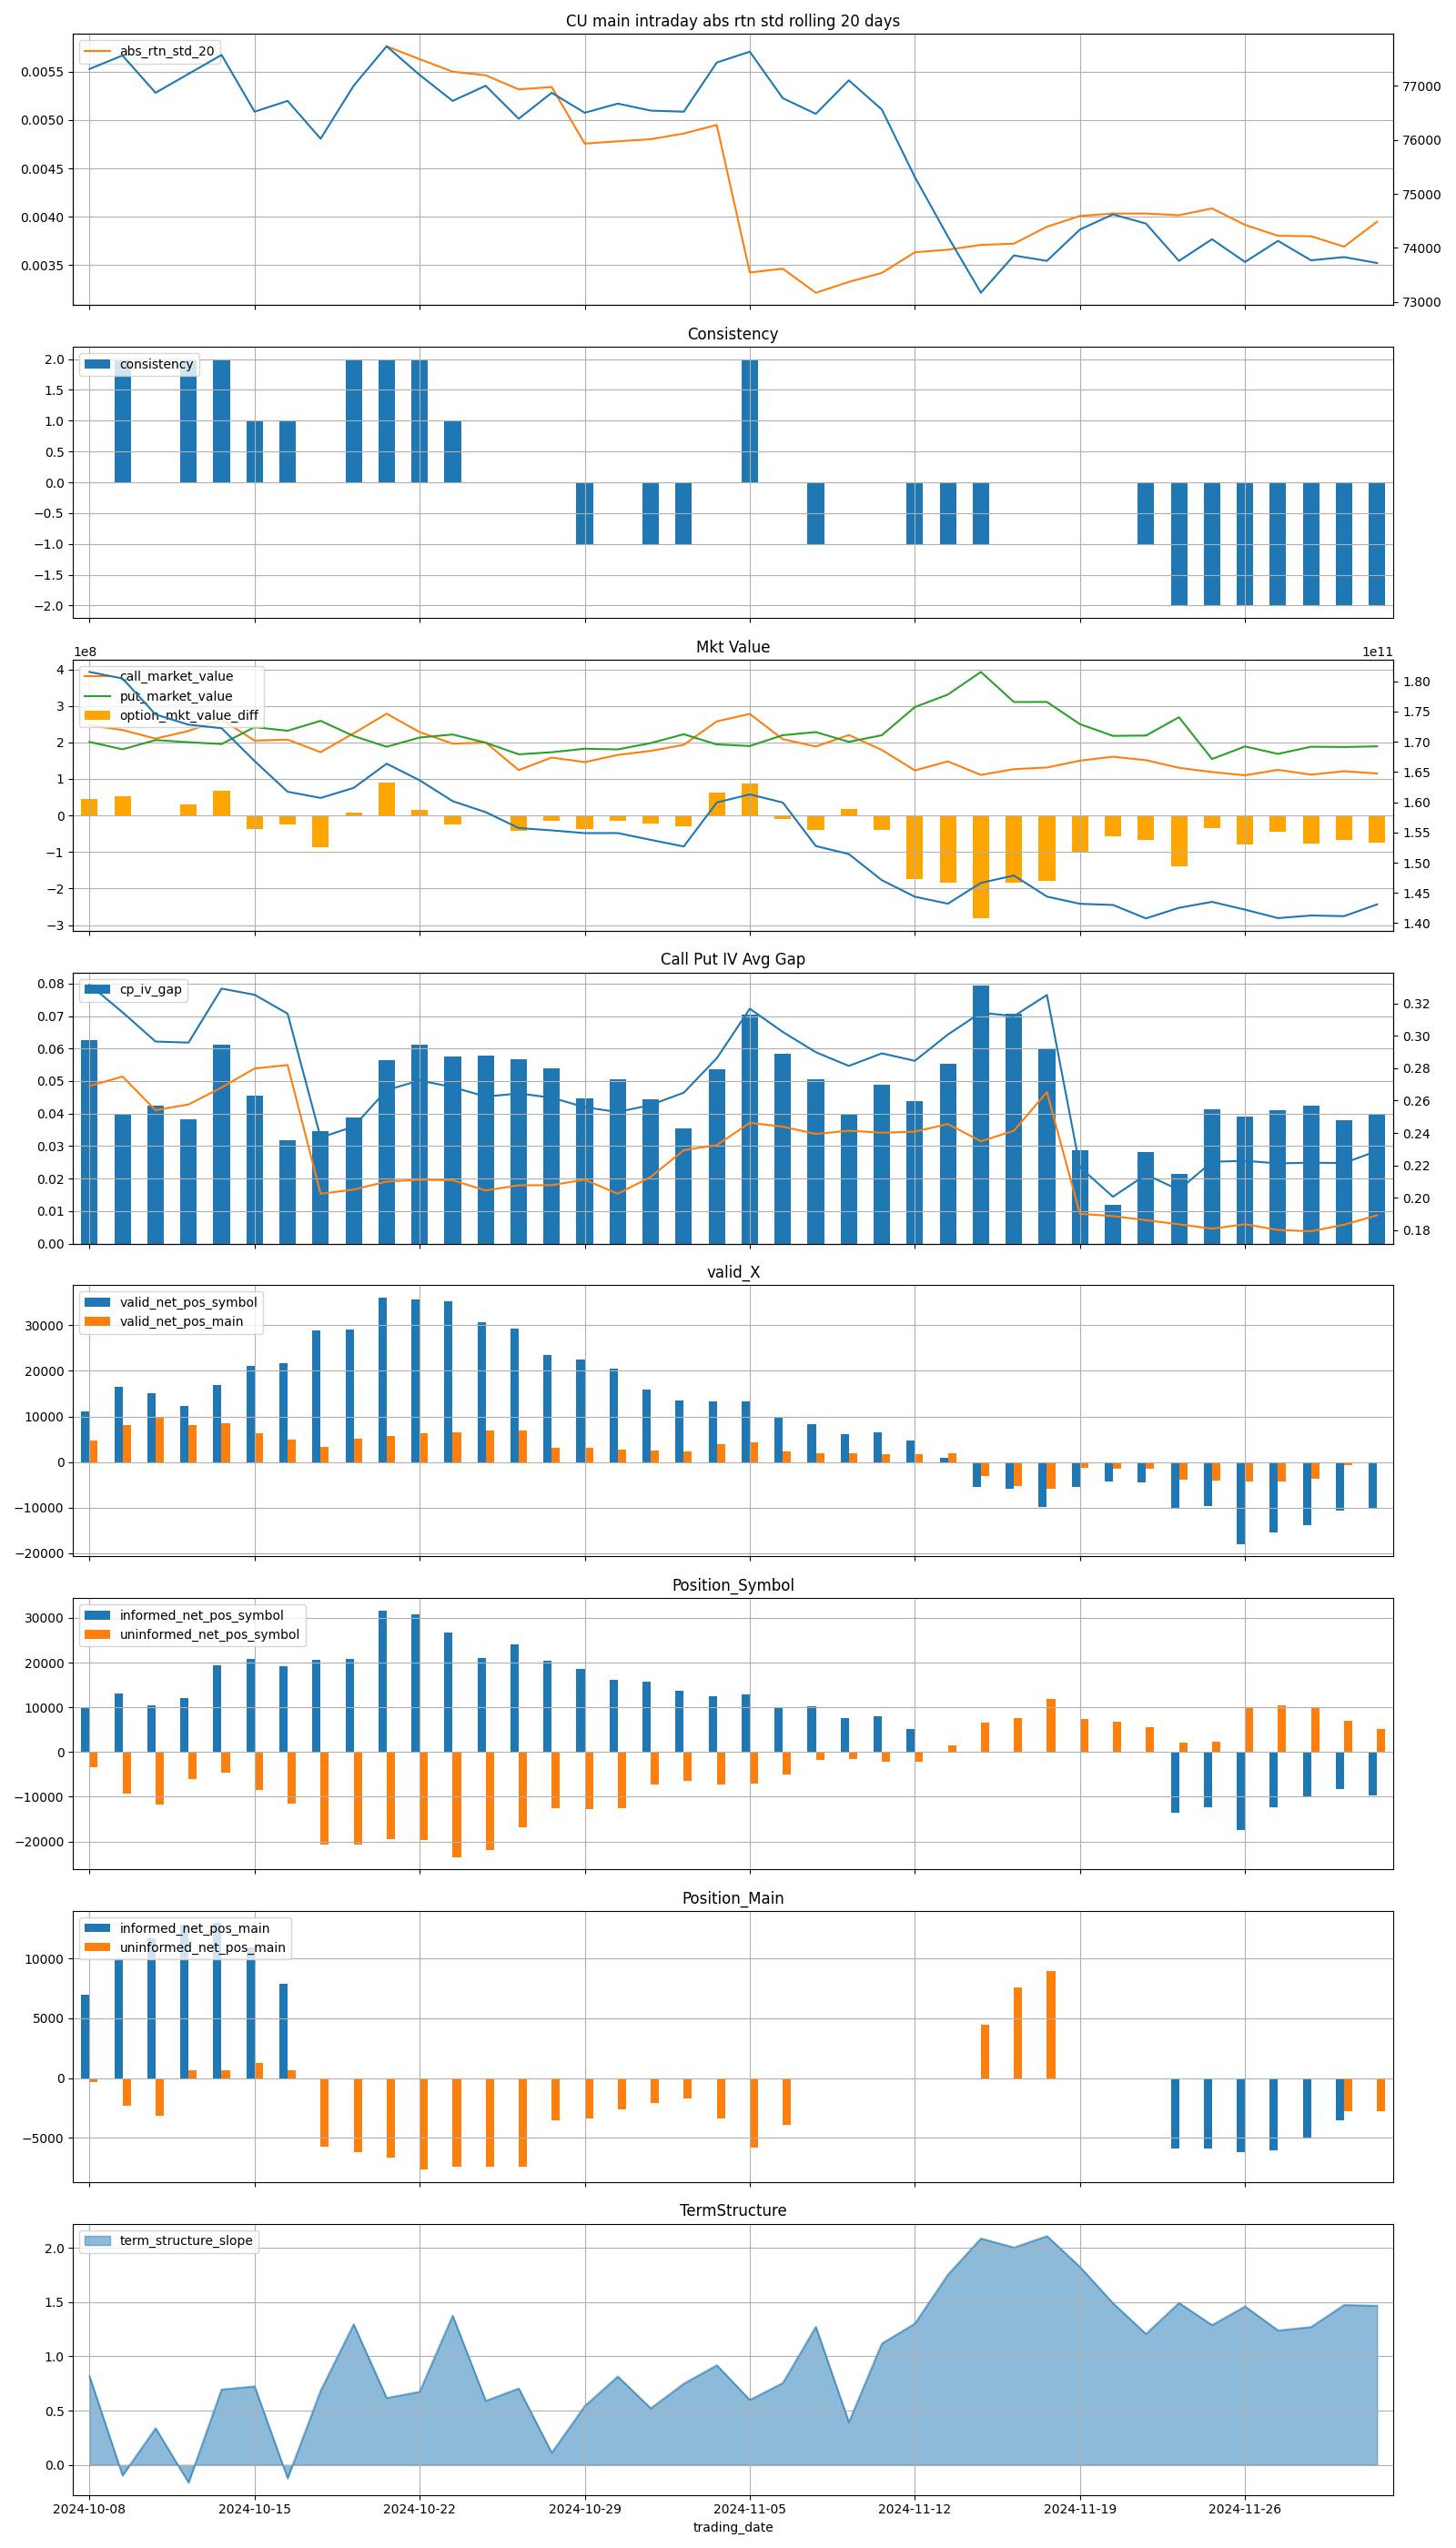 CU main intraday abs rtn std rolling 20 days
abs_rtn_std_20
0.0055
0.0050
0.0045
0.0040
0.0035
77000
76000
75000
74000
73000
Consistency
consistency
2.0
1.5
1.0
0.5
0.0
−0.5
−1.0
−1.5
−2.0
Mkt Value
1e8
1e11
call_market_value
put_market_value
option_mkt_value_diff
4
3
2
1
0
−1
−2
−3
1.80
1.75
1.70
1.65
1.60
1.55
1.50
1.45
1.40
Call Put IV Avg Gap
cp_iv_gap
0.08
0.07
0.06
0.05
0.04
0.03
0.02
0.01
0.00
0.32
0.30
0.28
0.26
0.24
0.22
0.20
0.18
valid_X
valid_net_pos_symbol
valid_net_pos_main
30000
20000
10000
0
−10000
−20000
Position_Symbol
informed_net_pos_symbol
uninformed_net_pos_symbol
30000
20000
10000
0
−10000
−20000
Position_Main
informed_net_pos_main
uninformed_net_pos_main
10000
5000
0
−5000
TermStructure
term_structure_slope
2.0
1.5
1.0
0.5
0.0
2024-10-08 2024-10-15 2024-10-22 2024-10-29 2024-11-05 2024-11-12 2024-11-19 2024-11-26
trading_date